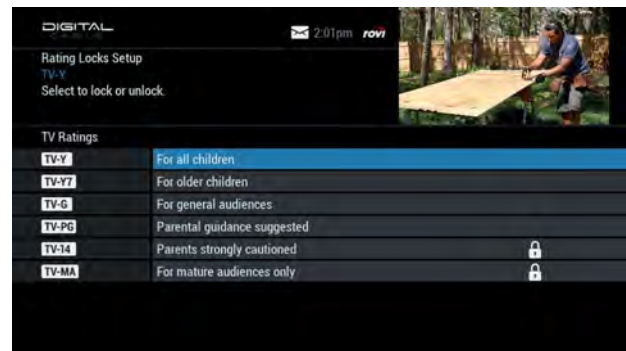 DIGITAL
2:01pm rovi
Rating Locks Setup
TV-Y
Select to lock or unlock.
TV Ratings
TV-Y For all children
TV-Y7 For older children
TV-G For general audiences
TV-PG Parental guidance suggested
TV-14 Parents strongly cautioned
TV-MA For mature audiences only